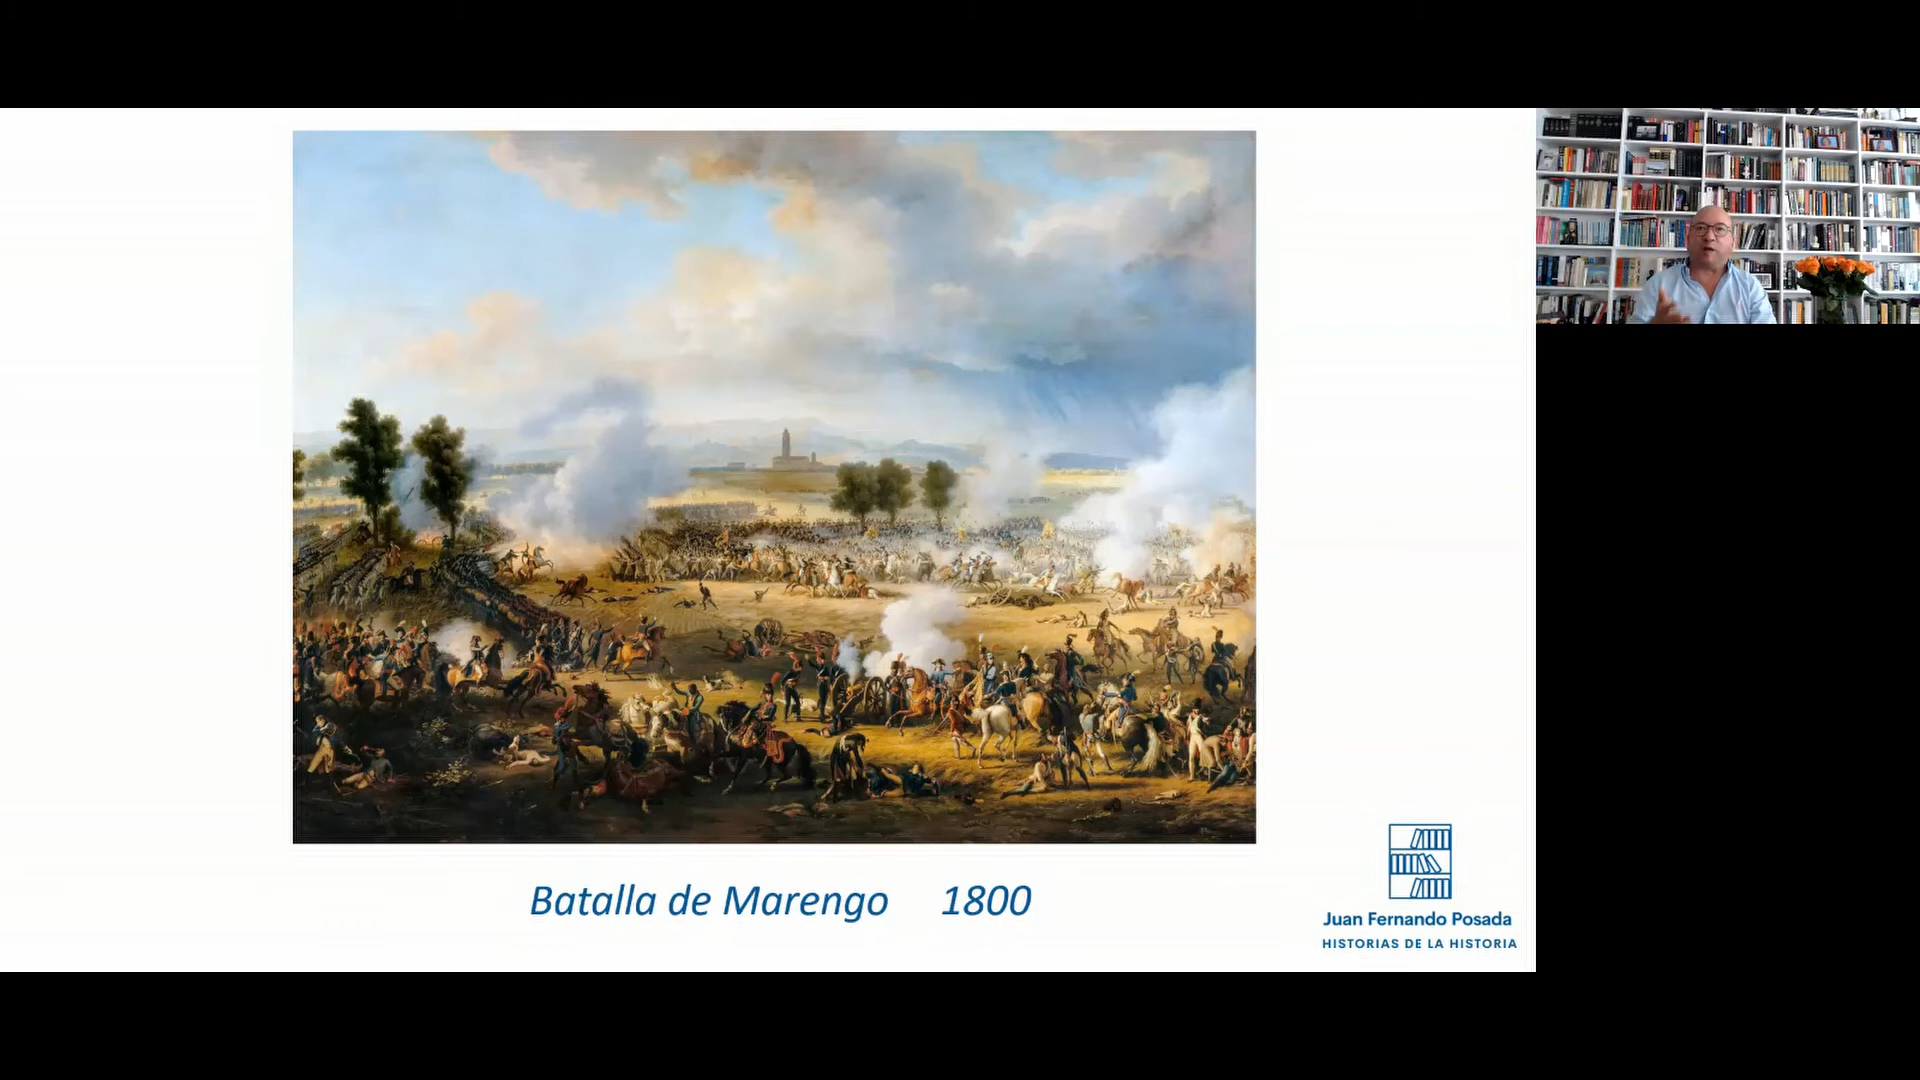 Batalla de Marengo 1800
Juan Fernando Posada
HISTORIAS DE LA HISTORIA